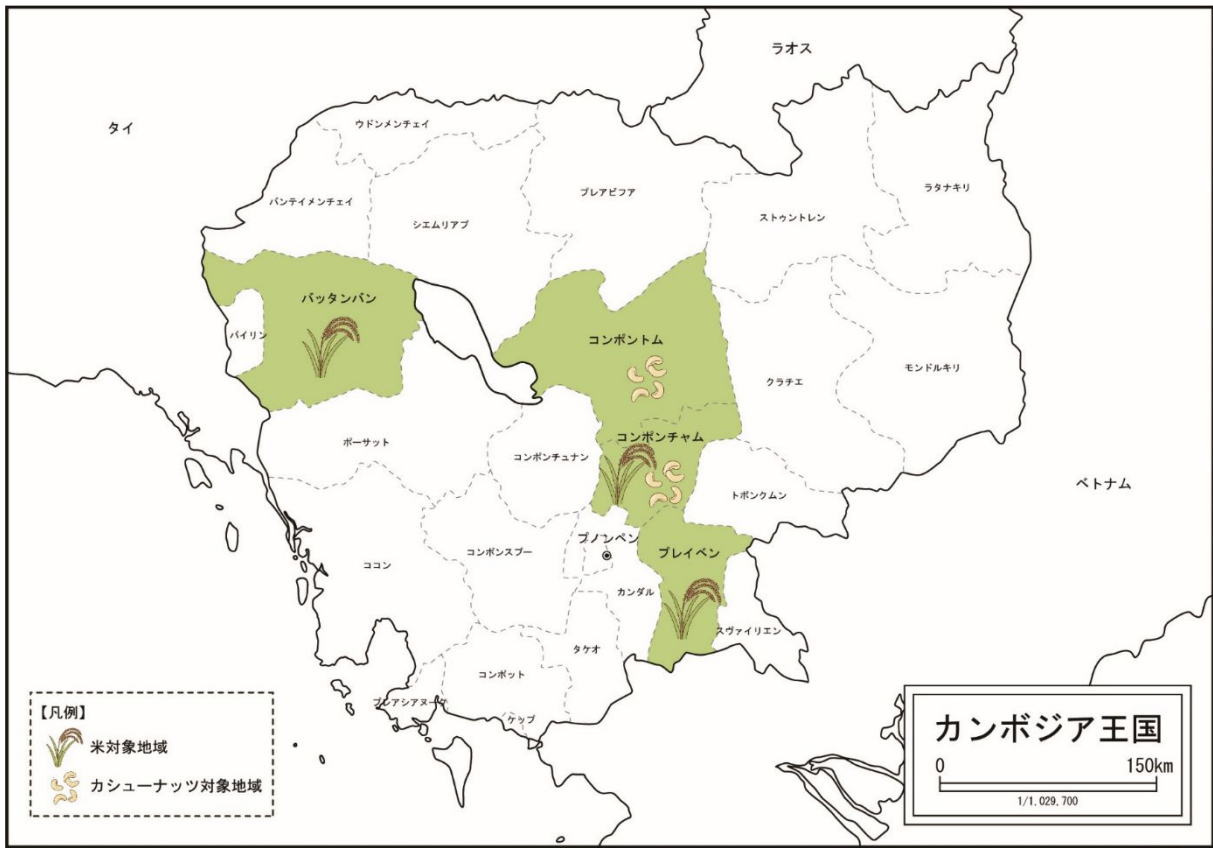 ラオス
タイ
ウドンメンチェイ
バンテイメンチェイ
シエムリアプ
プレアビフア
ストゥントレン
ラタナキリ
バッタンバン
パイリン
コンポントム
クラチエ
モンドルキリ
ポーサット
コンポンチュナン
コンポンチャム
トボンクムン
ベトナム
ココン
コンポンスプー
プノンペン
プレイベン
カンダル
スヴァイリエン
タケオ
コンポット
プレアシアヌーク
ケップ
【凡例】
米対象地域
カシューナッツ対象地域
カンボジア王国
0 150km
1/1,029,700